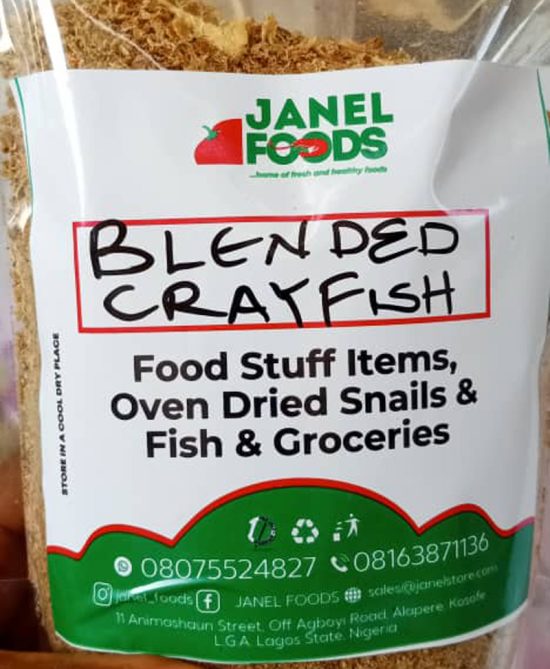 JANEL
FOODS
...home of fresh and healthy foods
BLENDED
CRAYFISH
Food Stuff Items,
Oven Dried Snails &
Fish & Groceries
STORE IN A COOL DRY PLACE
08075524827 08163871136
janel_foods JANEL FOODS sales@janelstore.com
11 Animashaun Street, Off Agboyi Road, Alapere, Kosofe
L.G.A. Lagos State, Nigeria